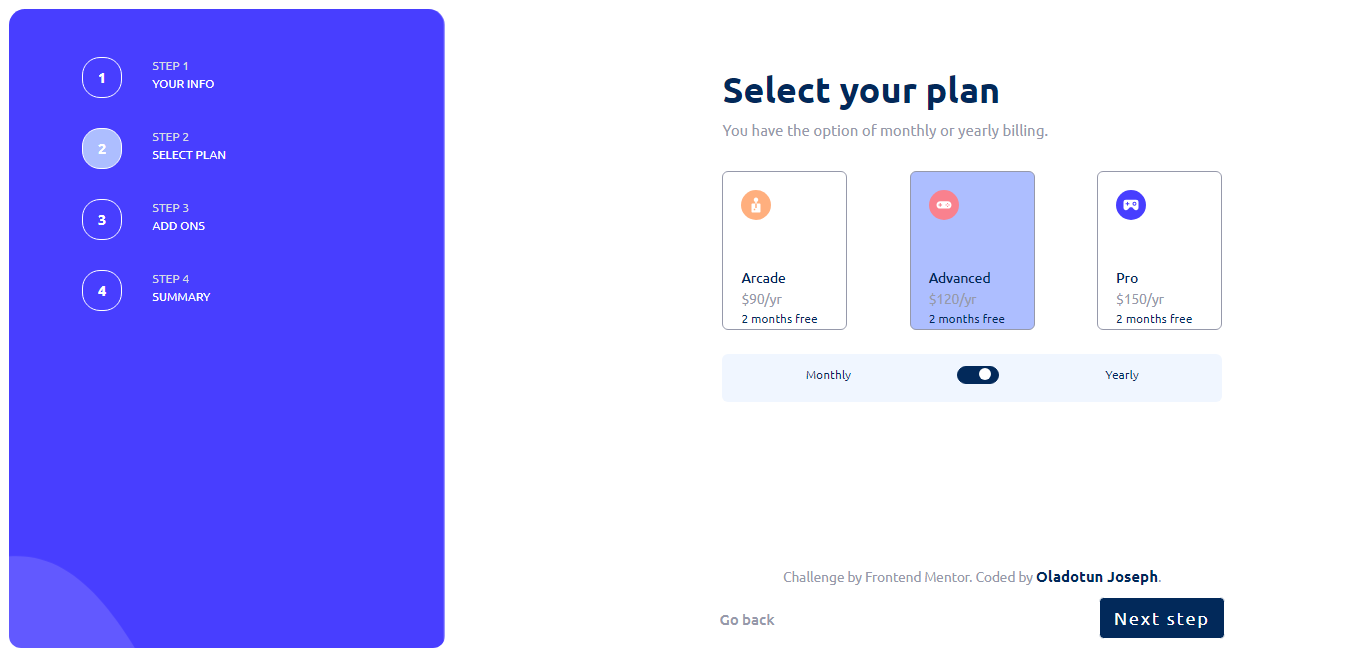 1
STEP 1
YOUR INFO
2
STEP 2
SELECT PLAN
3
STEP 3
ADD ONS
4
STEP 4
SUMMARY
Select your plan
You have the option of monthly or yearly billing.
Arcade
$90/yr
2 months free
Advanced
$120/yr
2 months free
Pro
$150/yr
2 months free
Monthly
Yearly
Challenge by Frontend Mentor. Coded by Oladotun Joseph.
Go back
Next step